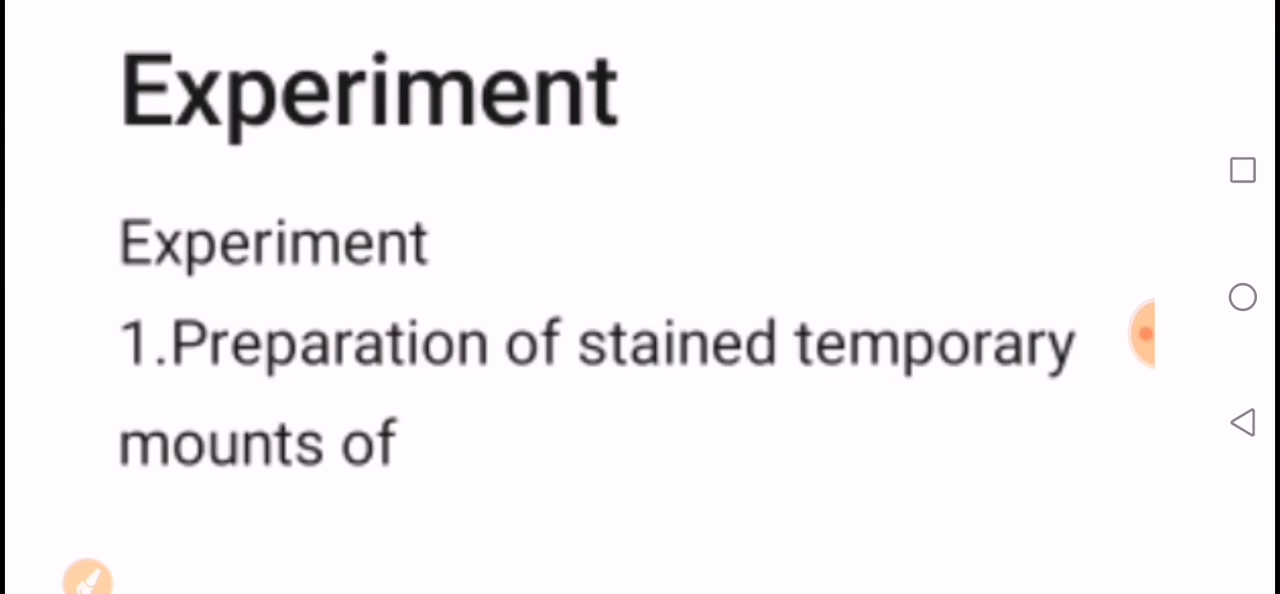 Experiment
Experiment
1.Preparation of stained temporary
mounts of